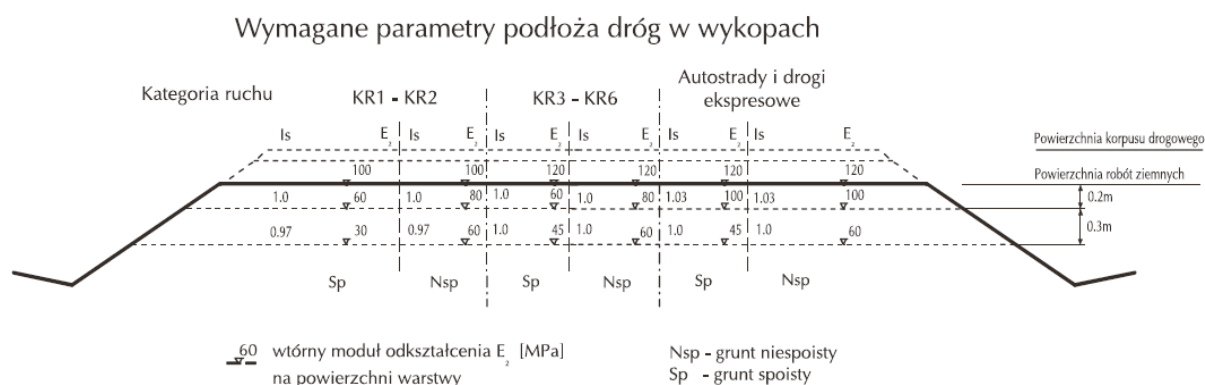 Wymagane parametry podłoża dróg w wykopach
Autostrady i drogi
Kategoria ruchu KR1 - KR2 KR3 - KR6 ekspresowe
Is E₂ Is E₂ Is E₂ Is E₂ Is E₂ Is E₂
Powierzchnia korpusu drogowego
100 100 120 120 120 120
Powierzchnia robót ziemnych
1.0 60 1.0 80 1.0 60 1.0 80 1.03 100 1.03 100 0.2m
0.97 30 0.97 60 1.0 45 1.0 60 1.0 45 1.0 60 0.3m
Sp Nsp Sp Nsp Sp Nsp
60 wtórny moduł odkształcenia E₂ [MPa]
na powierzchni warstwy
Nsp - grunt niespoisty
Sp - grunt spoisty